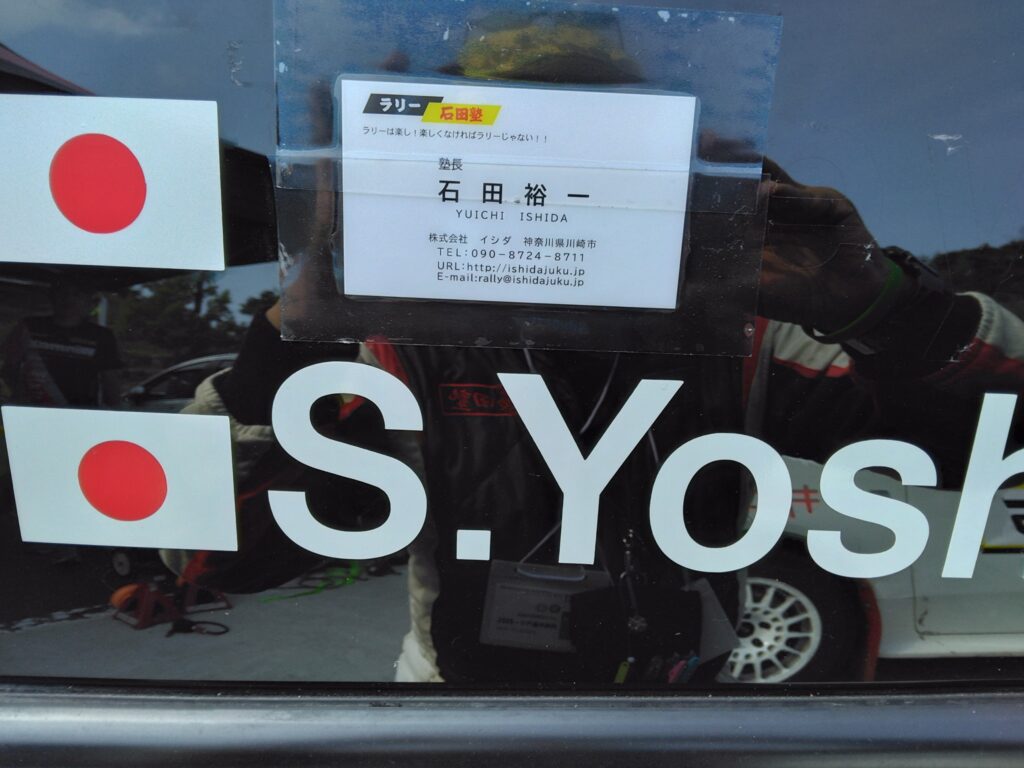 ラリー 石田塾
ラリーは楽し！楽しくなければラリーじゃない！！
塾長
石田裕一
YUICHI ISHIDA
株式会社 イシダ 神奈川県川崎市
TEL:090-8724-8711
URL:http://ishidajuku.jp
E-mail:rally@ishidajuku.jp
S.Yosh